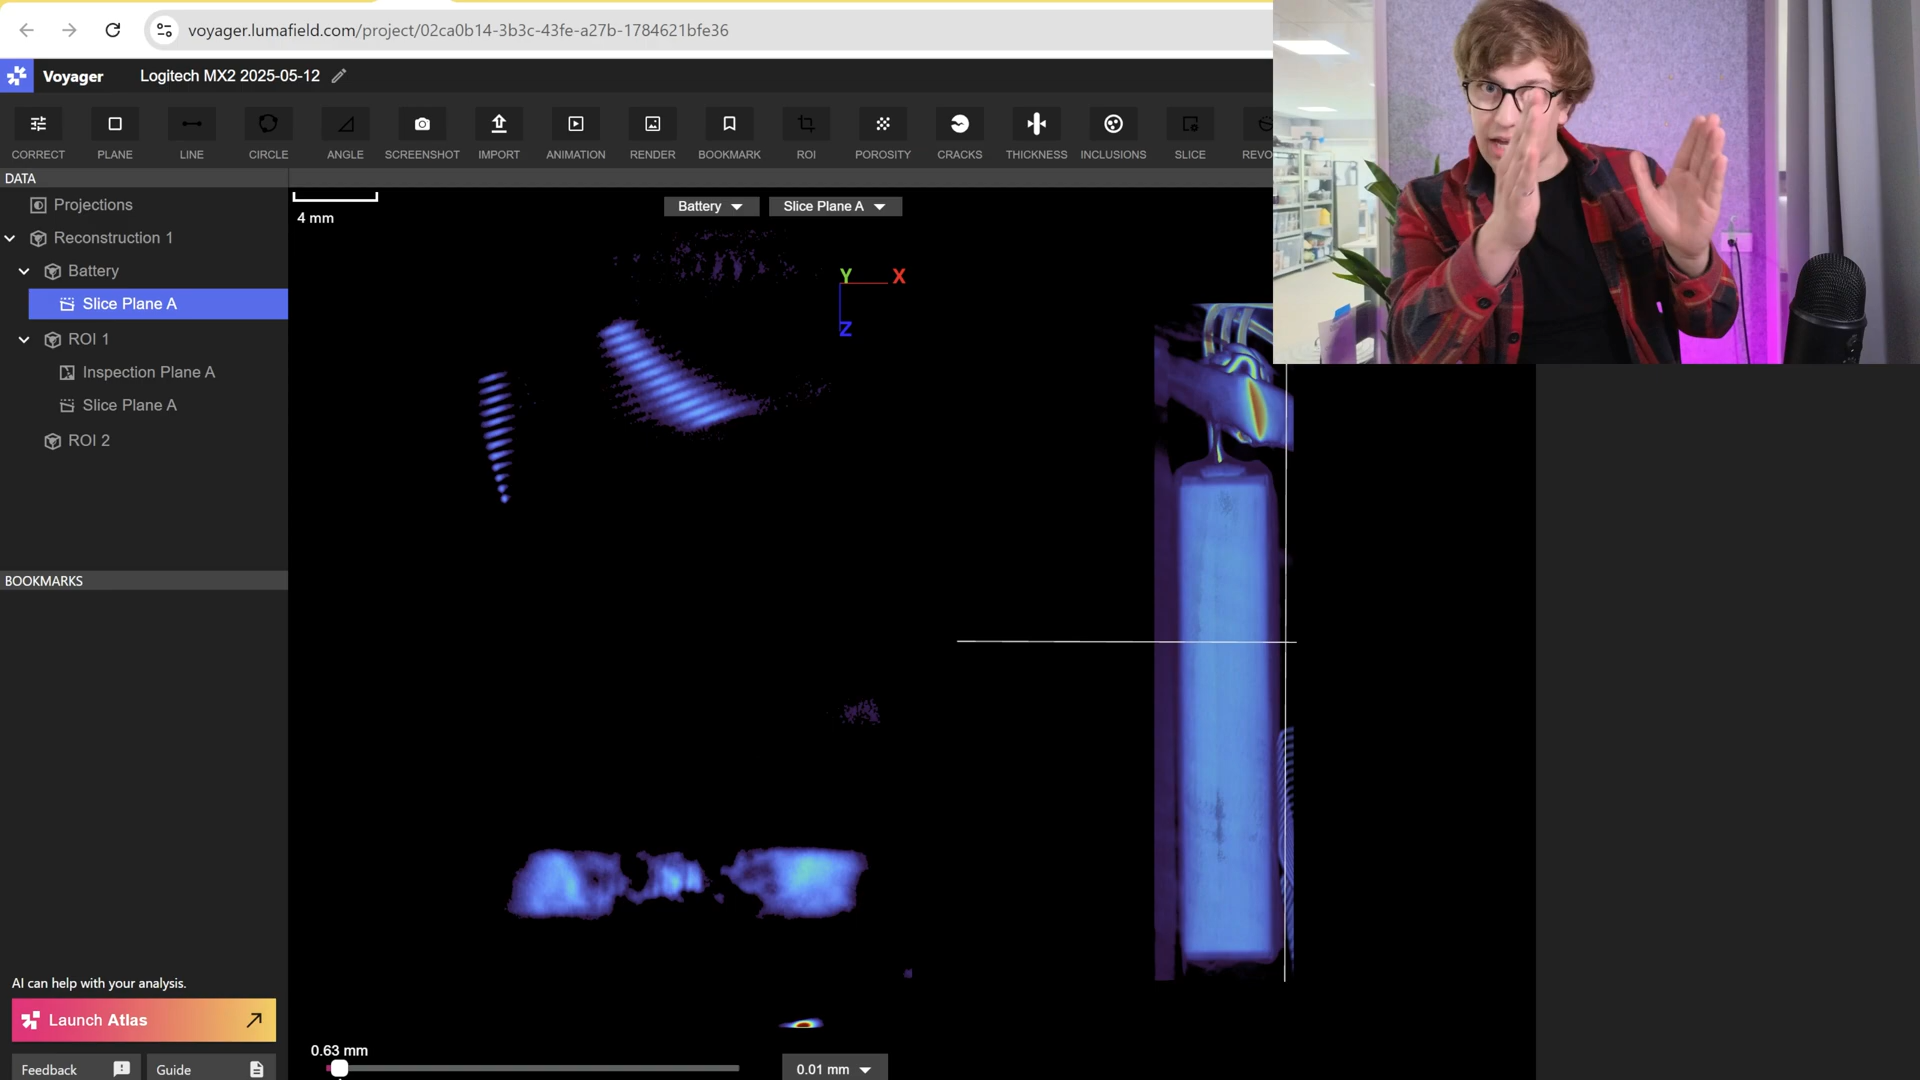 voyager.lumafield.com/project/02ca0b14-3b3c-43fe-a27b-1784621bfe36
Voyager
Logitech MX2 2025-05-12
CORRECT PLANE LINE CIRCLE ANGLE SCREENSHOT IMPORT ANIMATION RENDER BOOKMARK ROI POROSITY CRACKS THICKNESS INCLUSIONS SLICE REVO
DATA
Projections
Reconstruction 1
Battery
Slice Plane A
ROI 1
Inspection Plane A
Slice Plane A
ROI 2
BOOKMARKS
AI can help with your analysis.
Launch Atlas
Feedback
Guide
4 mm
Battery
Slice Plane A
Y X
Z
0.63 mm
0.01 mm